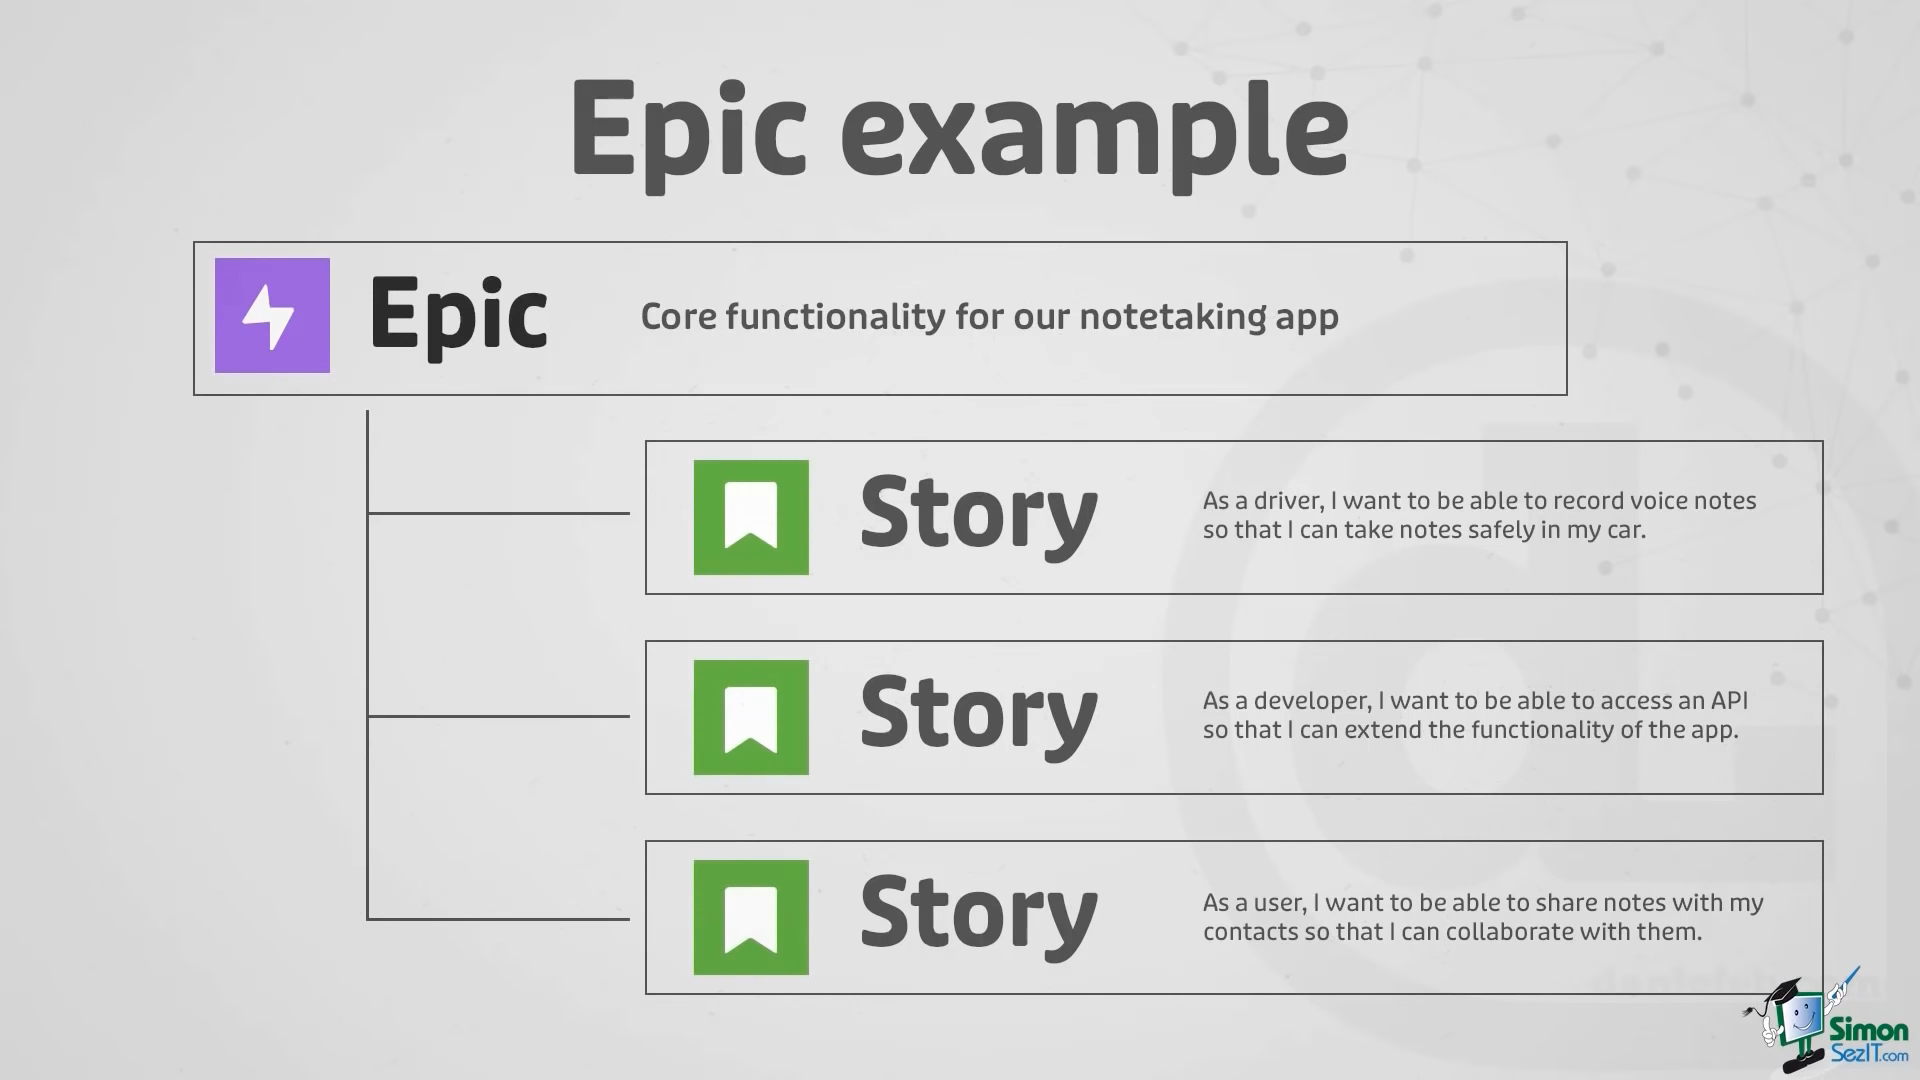 Epic example
Epic
Core functionality for our notetaking app
Story
As a driver, I want to be able to record voice notes
so that I can take notes safely in my car.
Story
As a developer, I want to be able to access an API
so that I can extend the functionality of the app.
Story
As a user, I want to be able to share notes with my
contacts so that I can collaborate with them.
Simon
SezIT.com